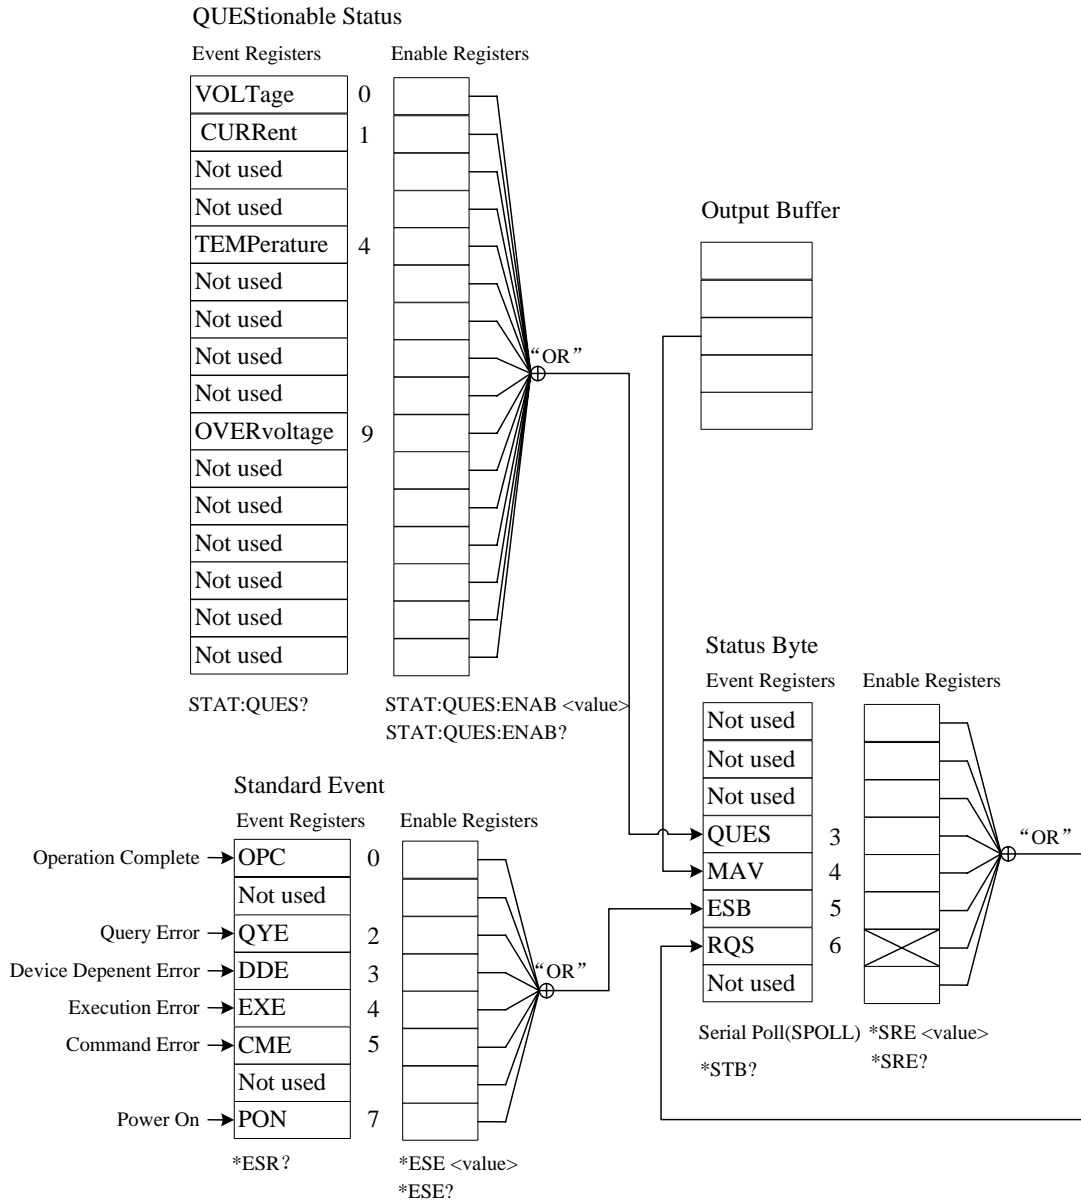 QUEStionable Status
Event Registers
Enable Registers
VOLTage 0
CURRent 1
Not used
Not used
TEMPerature 4
Not used
Not used
Not used
Not used
OVERvoltage 9
Not used
Not used
Not used
Not used
Not used
Not used
“OR”
STAT:QUES?
STAT:QUES:ENAB <value>
STAT:QUES:ENAB?
Output Buffer
Standard Event
Event Registers
Enable Registers
Operation Complete OPC 0
Not used
Query Error QYE 2
Device Depenent Error DDE 3
Execution Error EXE 4
Command Error CME 5
Not used
Power On PON 7
“OR”
*ESR?
*ESE <value>
*ESE?
Status Byte
Event Registers
Enable Registers
Not used
Not used
Not used
QUES 3
MAV 4
ESB 5
RQS 6
Not used
“OR”
Serial Poll(SPOLL)
*STB?
*SRE <value>
*SRE?